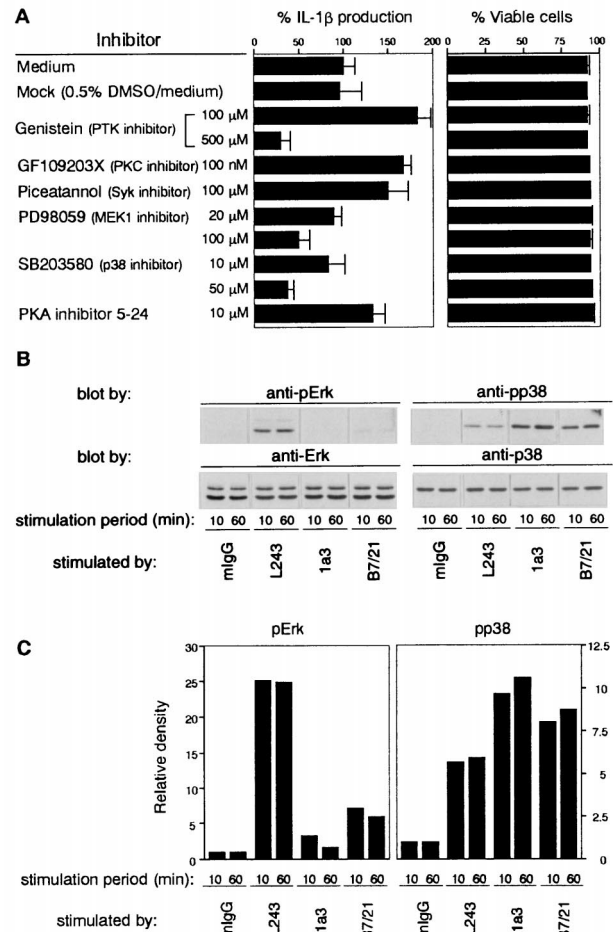 A
% IL-1β production
% Viable cells
Inhibitor
0 50 100 150 200
0 25 50 75 100
Medium
Mock (0.5% DMSO/medium)
Genistein (PTK inhibitor)
100 μM
500 μM
GF109203X (PKC inhibitor) 100 nM
Piceatannol (Syk inhibitor) 100 μM
PD98059 (MEK1 inhibitor) 20 μM
100 μM
SB203580 (p38 inhibitor) 10 μM
50 μM
PKA inhibitor 5-24 10 μM
B
blot by: anti-pErk anti-pp38
blot by: anti-Erk anti-p38
stimulation period (min): 10 60 10 60 10 60 10 60 10 60 10 60 10 60 10 60
stimulated by: mIgG L243 1a3 B7/21 mIgG L243 1a3 B7/21
C
pErk pp38
Relative density
30
25
20
15
10
5
0
12.5
10
7.5
5
2.5
0
stimulation period (min): 10 60 10 60 10 60 10 60 10 60 10 60 10 60 10 60
stimulated by: mIgG L243 1a3 37/21 mIgG L243 1a3 37/21